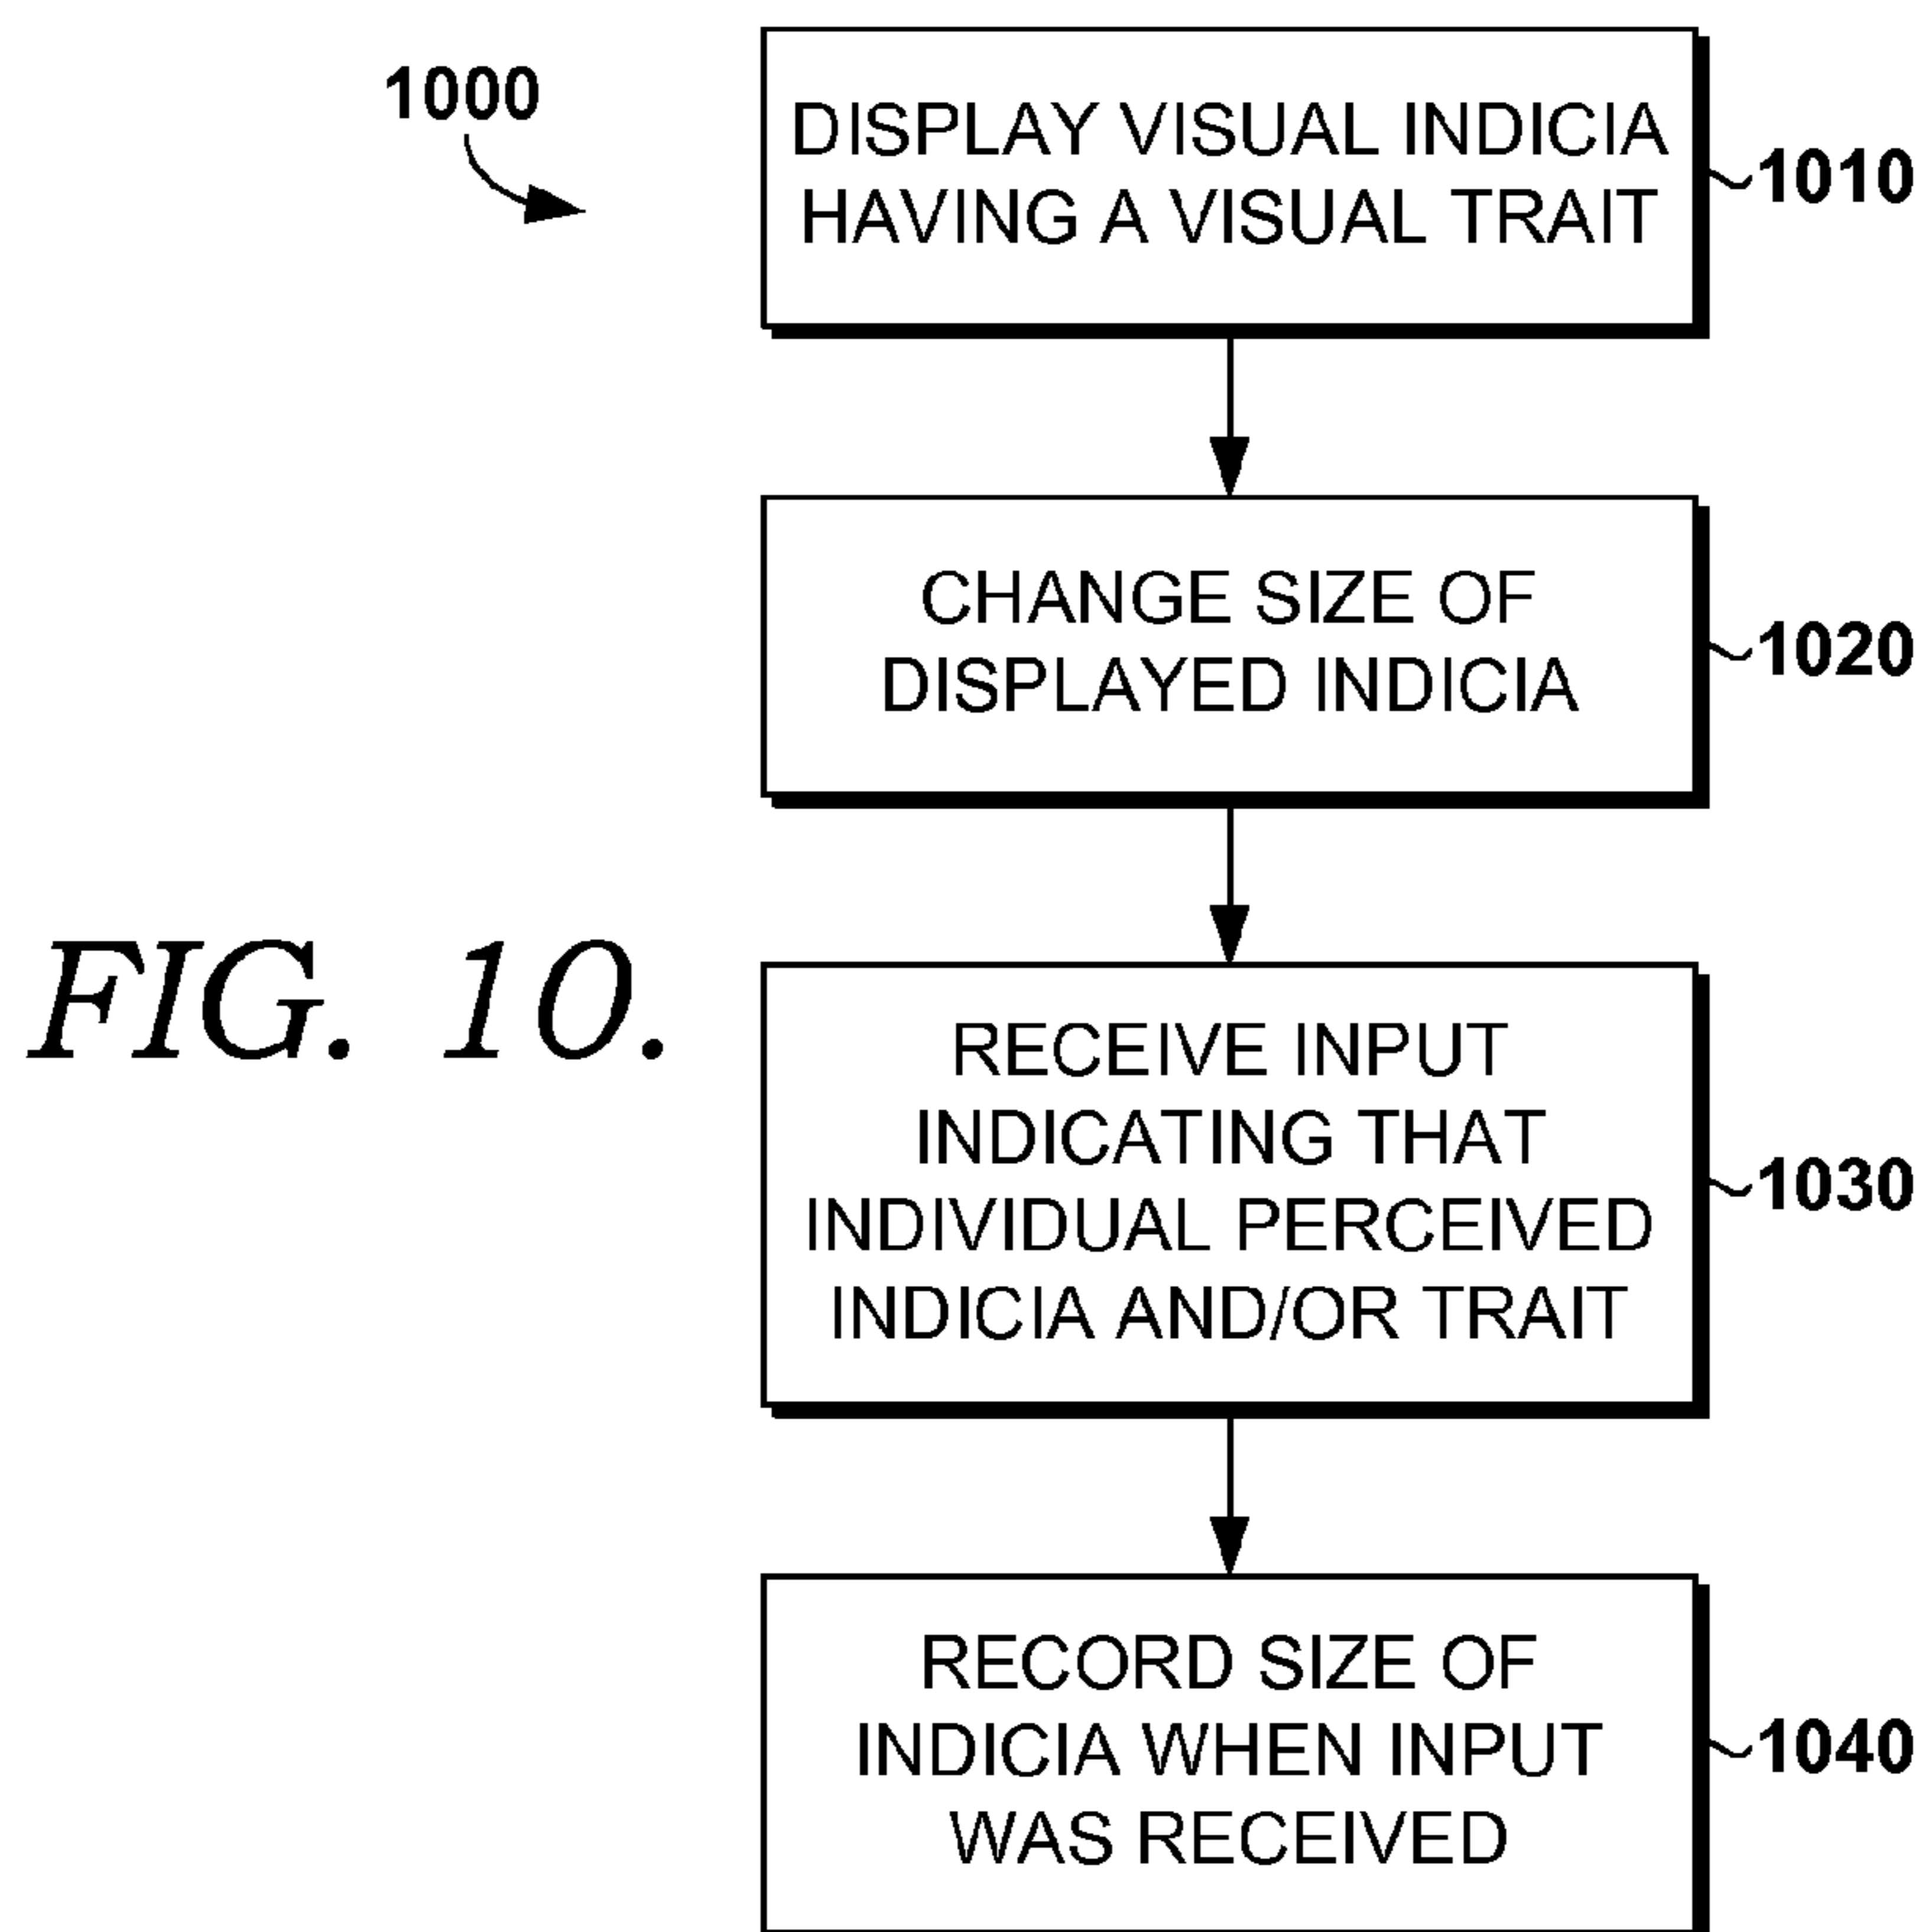 1000
DISPLAY VISUAL INDICIA
HAVING A VISUAL TRAIT
1010
CHANGE SIZE OF
DISPLAYED INDICIA
1020
FIG. 10.
RECEIVE INPUT
INDICATING THAT
INDIVIDUAL PERCEIVED
INDICIA AND/OR TRAIT
1030
RECORD SIZE OF
INDICIA WHEN INPUT
WAS RECEIVED
1040